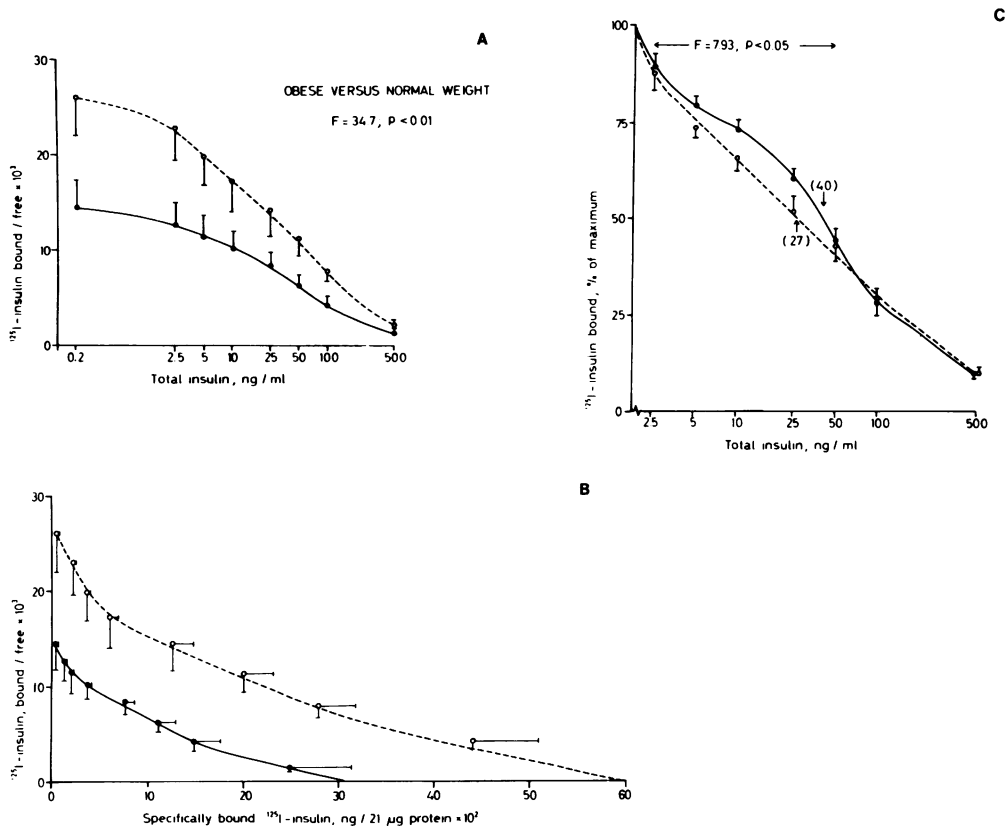 A
OBESE VERSUS NORMAL WEIGHT
F = 34.7, P < 0.01
¹²⁵I-insulin bound / free × 10³
30
20
10
0
0.2 2.5 5 10 25 50 100 500
Total insulin, ng / ml
C
F = 793, P < 0.05
(40)
(27)
¹²⁵I-insulin bound, % of maximum
100
75
50
25
0
25 5 10 25 50 100 500
Total insulin, ng / ml
B
¹²⁵I-insulin, bound / free × 10³
30
20
10
0
0 10 20 30 40 50 60
Specifically bound ¹²⁵I-insulin, ng / 21 µg protein × 10²